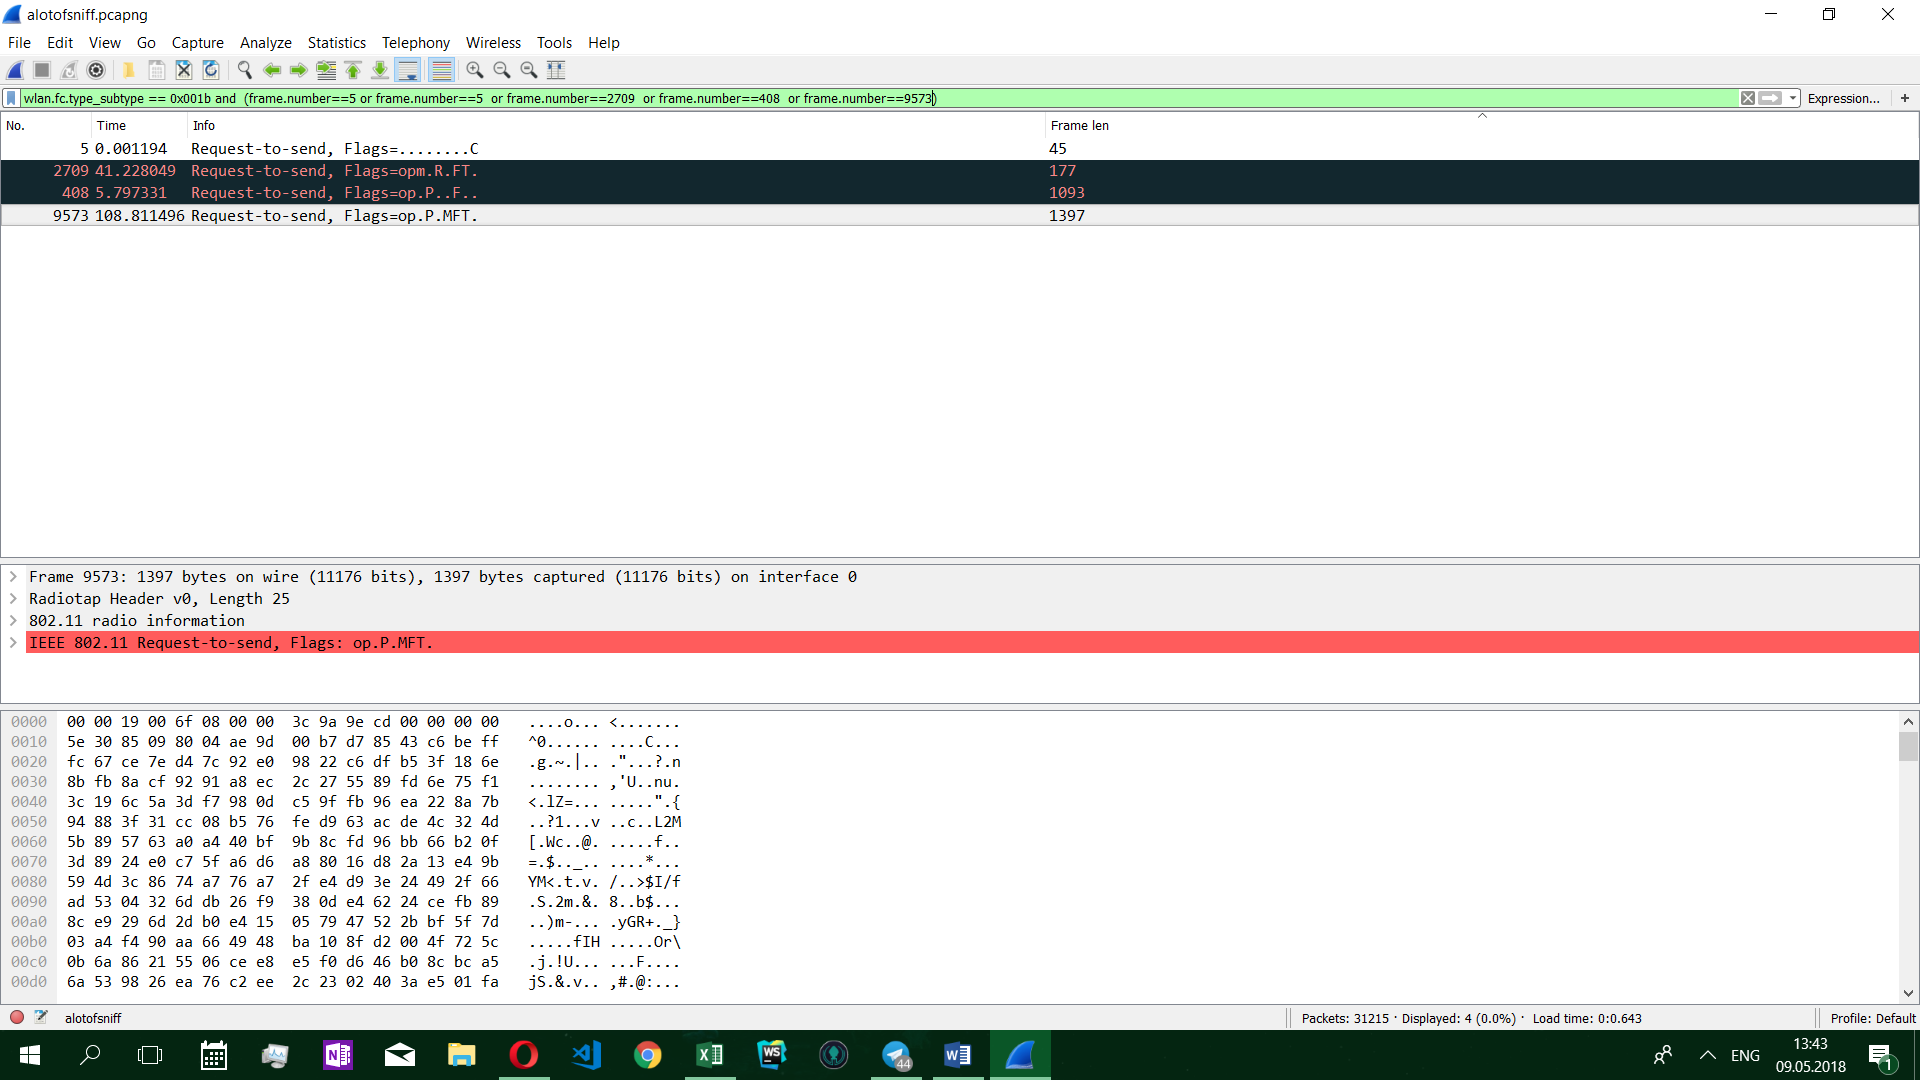 alotofsniff.pcapng
File Edit View Go Capture Analyze Statistics Telephony Wireless Tools Help
wlan.fc.type_subtype == 0x001b and (frame.number==5 or frame.number==5 or frame.number==2709 or frame.number==408 or frame.number==9573) Expression... +
No. Time Info Frame len
5 0.001194 Request-to-send, Flags=........C 45
2709 41.228049 Request-to-send, Flags=opm.R.FT. 177
408 5.797331 Request-to-send, Flags=op.P..F.. 1093
9573 108.811496 Request-to-send, Flags=op.P.MFT. 1397
Frame 9573: 1397 bytes on wire (11176 bits), 1397 bytes captured (11176 bits) on interface 0
Radiotap Header v0, Length 25
802.11 radio information
IEEE 802.11 Request-to-send, Flags: op.P.MFT.
0000 00 00 19 00 6f 08 00 00 3c 9a 9e cd 00 00 00 00 ....o... <.......
0010 5e 30 85 09 80 04 ae 9d 00 b7 d7 85 43 c6 be ff ^0...... ....C...
0020 fc 67 ce 7e d4 7c 92 e0 98 22 c6 df b5 3f 18 6e .g.~.|.. ."...?.n
0030 8b fb 8a cf 92 91 a8 ec 2c 27 55 89 fd 6e 75 f1 ........ ,'U..nu.
0040 3c 19 6c 5a 3d f7 98 0d c5 9f fb 96 ea 22 8a 7b <.lZ=... .....".{
0050 94 88 3f 31 cc 08 b5 76 fe d9 63 ac de 4c 32 4d ..?1...v ..c..L2M
0060 5b 89 57 63 a0 a4 40 bf 9b 8c fd 96 bb 66 b2 0f [.Wc..@. .....f..
0070 3d 89 24 e0 c7 5f a6 d6 a8 80 16 d8 2a 13 e4 9b =.$.._.. ....*...
0080 59 4d 3c 86 74 a7 76 a7 2f e4 d9 3e 24 49 2f 66 YM<.t.v. /..>$I/f
0090 ad 53 04 32 6d db 26 f9 38 0d e4 62 24 ce fb 89 .S.2m.&. 8..b$...
00a0 8c e9 29 6d 2d b0 e4 15 05 79 47 52 2b bf 5f 7d ..)m-... .yGR+._}
00b0 03 a4 f4 90 aa 66 49 48 ba 10 8f d2 00 4f 72 5c .....fIH .....Or\
00c0 0b 6a 86 21 55 06 ce e8 e5 f0 d6 46 b0 8c bc a5 .j.!U... ...F....
00d0 6a 53 98 26 ea 76 c2 ee 2c 23 02 40 3a e5 01 fa jS.&.v.. ,#.@:...
alotofsniff Packets: 31215 · Displayed: 4 (0.0%) · Load time: 0:0.643 Profile: Default
N WS 44 W ENG 13:43
09.05.2018 1